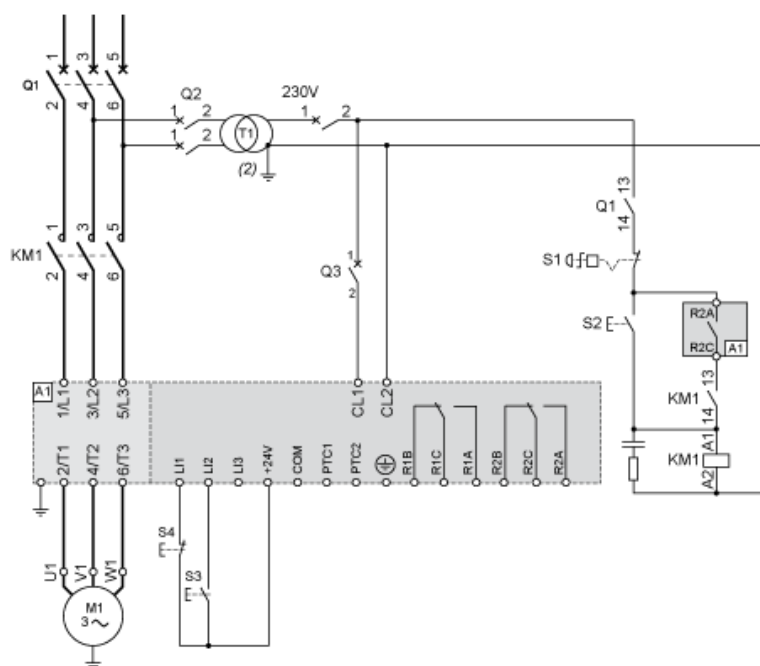 1 3 5
Q1
2 4 6
Q2
1 2
1 2
T1
(2)
230V
1 2
13
Q1
14
1 3 5
KM1
2 4 6
Q3
1
2
S1
S2
R2A
R2C
A1
13
KM1
14
A1
KM1
A2
A1
1/L1 3/L2 5/L3
CL1 CL2
2/T1 4/T2 6/T3
LI1 LI2 LI3 +24V COM PTC1 PTC2 R1B R1C R1A R2B R2C R2A
S4
S3
U1 V1 W1
M1
3